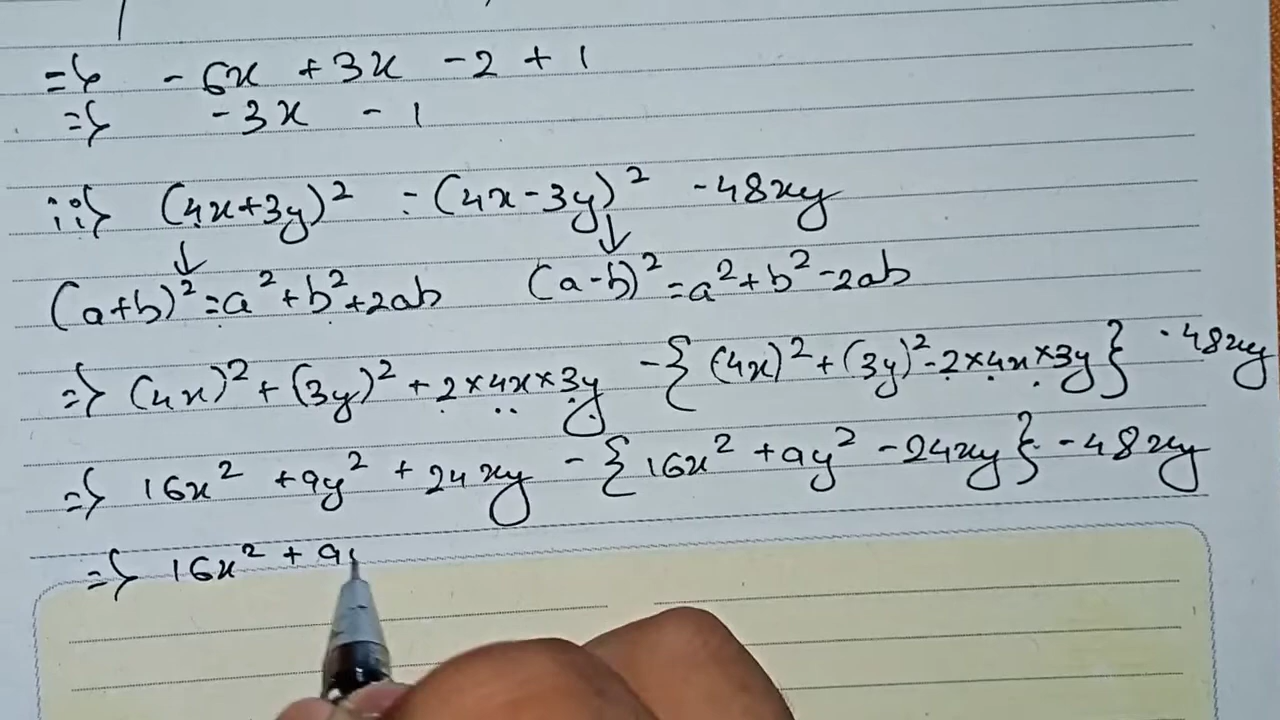 => - 6x + 3x - 2 + 1
=> - 3x - 1
ii> (4x+3y)² - (4x-3y)² - 48xy
(a+b)² = a² + b² + 2ab (a-b)² = a² + b² - 2ab
=> (4x)² + (3y)² + 2×4x×3y - { (4x)² + (3y)² - 2×4x×3y } - 48xy
=> 16x² + 9y² + 24xy - { 16x² + 9y² - 24xy } - 48xy
=> 16x² + 9